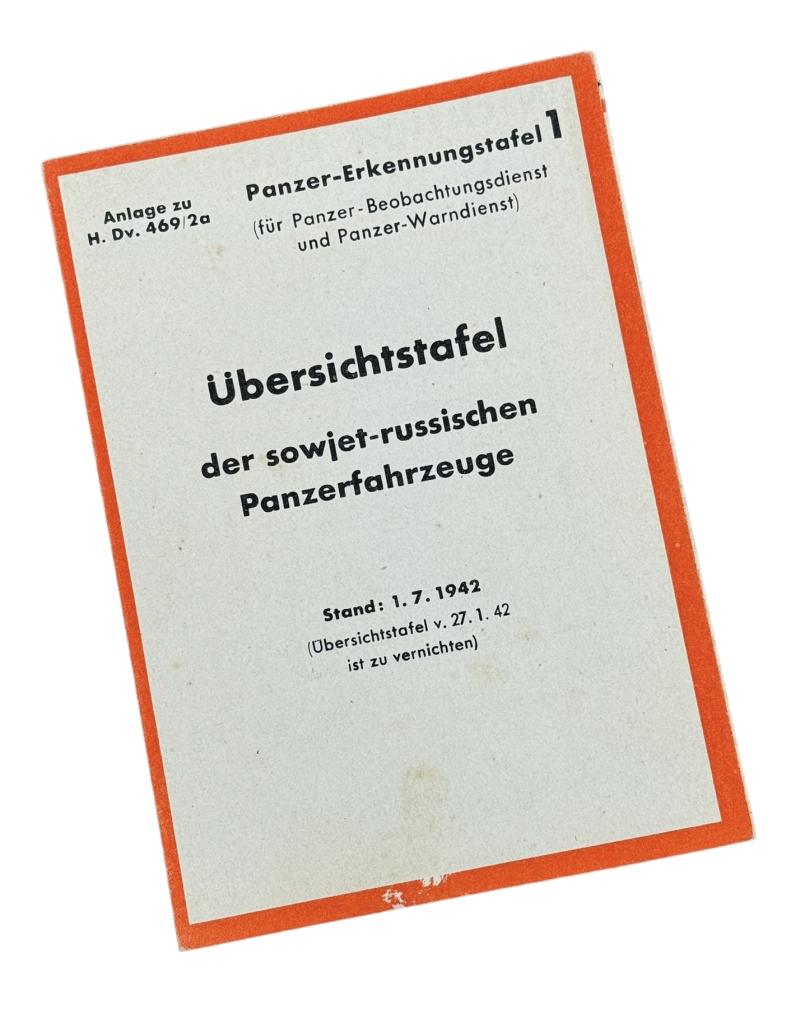 Anlage zu
H. Dv. 469/2a
Panzer-Erkennungstafel 1
(für Panzer-Beobachtungsdienst
und Panzer-Warndienst)
Übersichtstafel
der sowjet-russischen
Panzerfahrzeuge
Stand: 1. 7. 1942
(Übersichtstafel v. 27. 1. 42
ist zu vernichten)